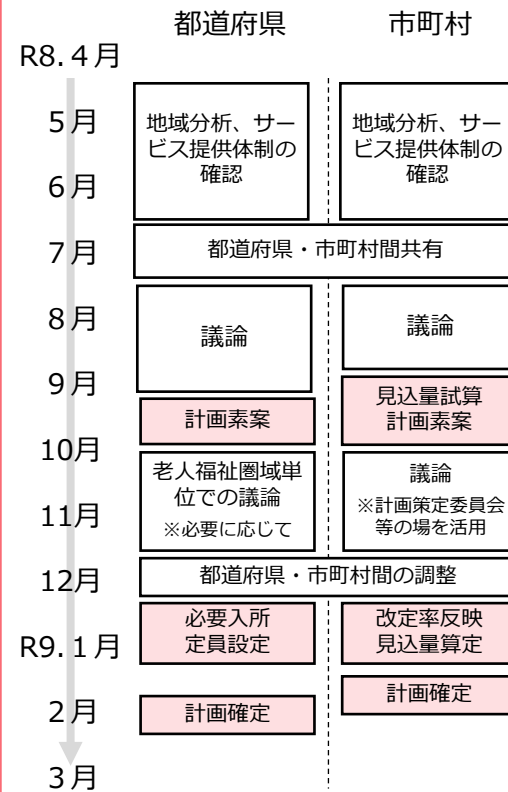 都道府県
市町村
R8.４月
5月
6月
7月
8月
9月
10月
11月
12月
R9.１月
2月
3月
地域分析、サー
ビス提供体制の
確認
地域分析、サー
ビス提供体制の
確認
都道府県・市町村間共有
議論
議論
計画素案
見込量試算
計画素案
老人福祉圏域単
位での議論
※必要に応じて
議論
※計画策定委員会
等の場を活用
都道府県・市町村間の調整
必要入所
定員設定
改定率反映
見込量算定
計画確定
計画確定